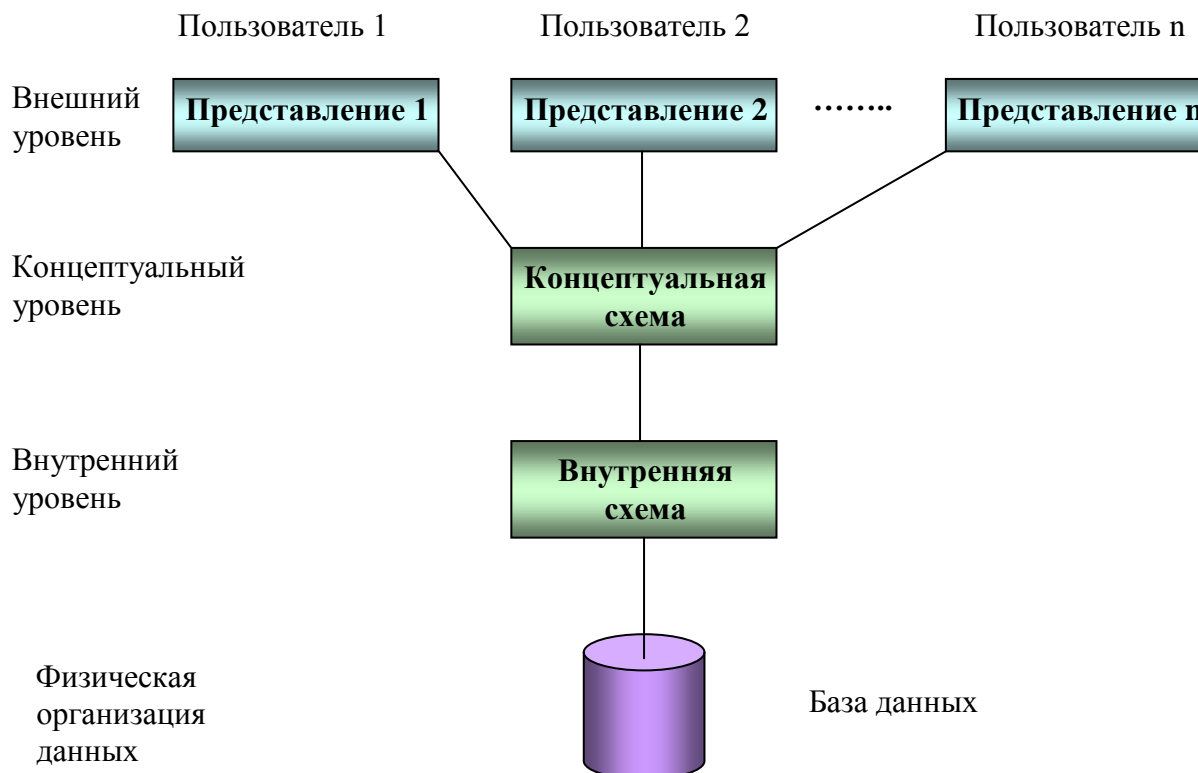 Пользователь 1 Пользователь 2 Пользователь n
Внешний
уровень
Представление 1 Представление 2 …….. Представление n
Концептуальный
уровень
Концептуальная
схема
Внутренний
уровень
Внутренняя
схема
Физическая
организация
данных
База данных